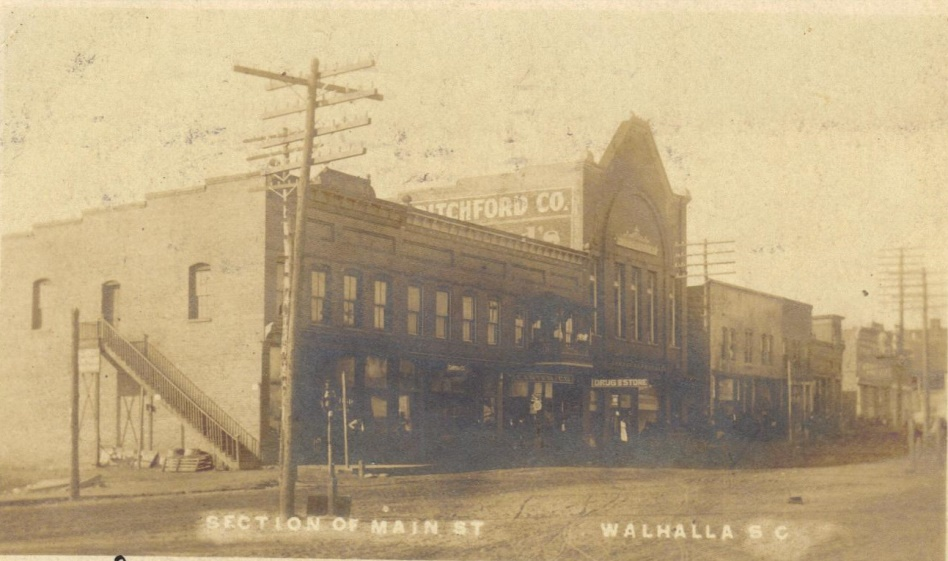 ITCHFORD CO.
DRUG STORE
SECTION OF MAIN ST WALHALLA S C